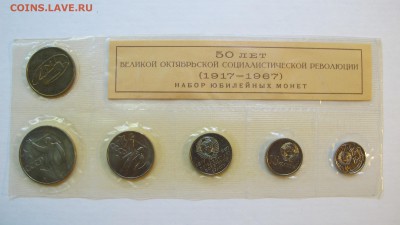 COINS.LAVE.RU
50 ЛЕТ
ВЕЛИКОЙ ОКТЯБРЬСКОЙ СОЦИАЛИСТИЧЕСКОЙ РЕВОЛЮЦИИ
(1917-1967)
НАБОР ЮБИЛЕЙНЫХ МОНЕТ